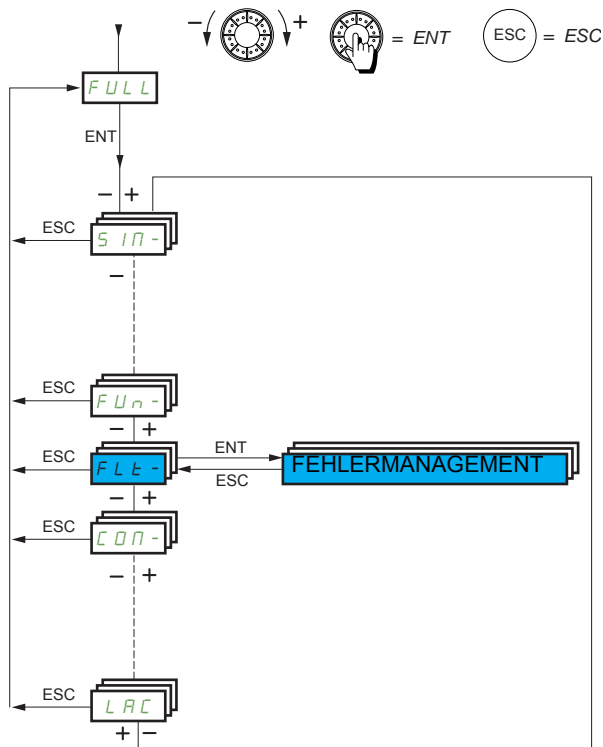 − + = ENT ESC = ESC
FULL
ENT
− +
ESC SIM-
−
ESC FUn-
− +
ESC FLt- ENT FEHLERMANAGEMENT
ESC
− +
ESC COM-
− +
ESC LAC
+ −